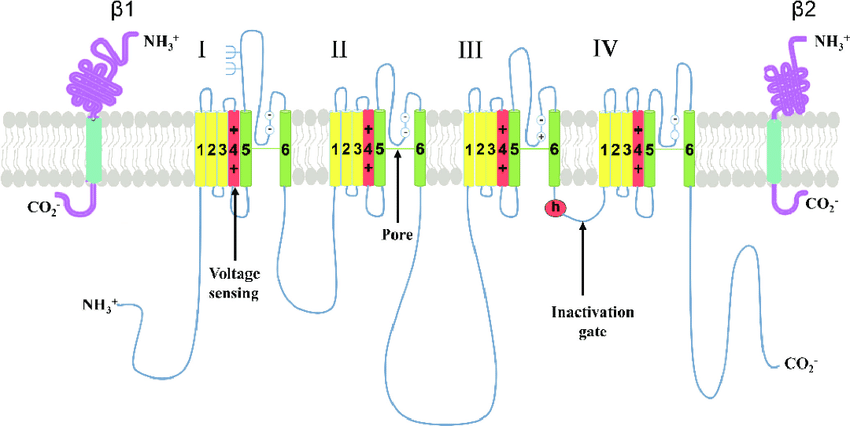 β1
β2
NH₃⁺
I
II
III
IV
NH₃⁺
1 2 3 4 5 6
+ +
1 2 3 4 5 6
+ +
1 2 3 4 5 6
+ +
1 2 3 4 5 6
+ +
- -
- -
- +
-
CO₂⁻
h
CO₂⁻
Pore
Voltage
sensing
NH₃⁺
Inactivation
gate
CO₂⁻